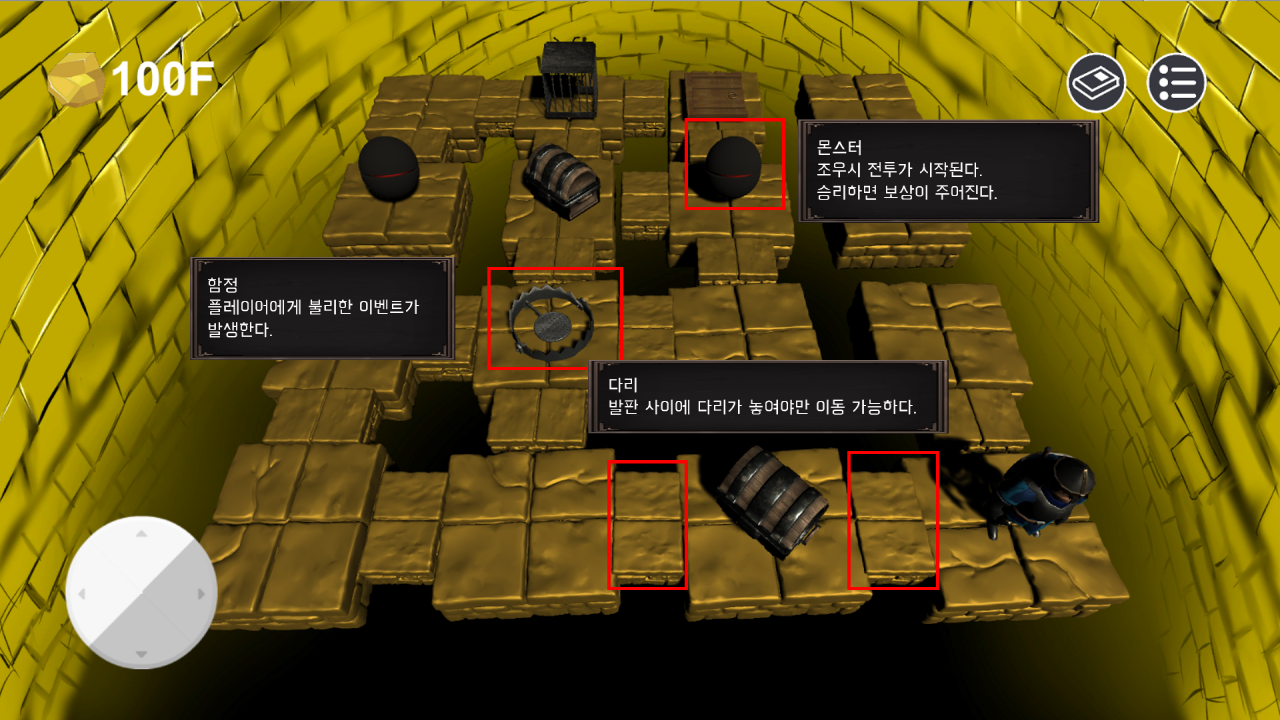 100F
몬스터
조우시 전투가 시작된다.
승리하면 보상이 주어진다.
함정
플레이어에게 불리한 이벤트가
발생한다.
다리
발판 사이에 다리가 놓여야만 이동 가능하다.